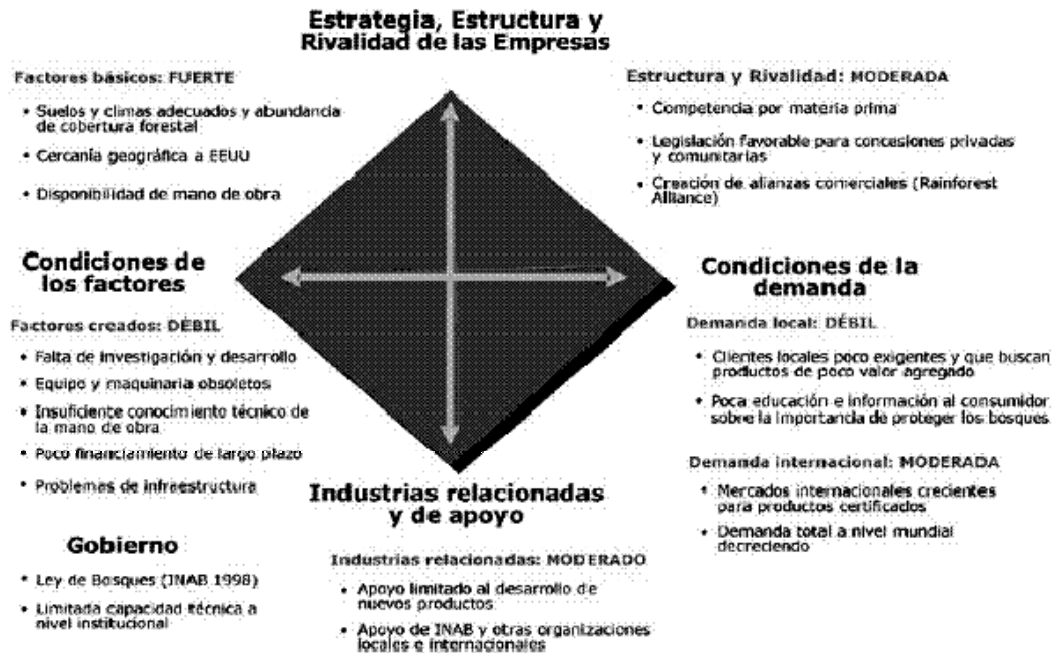 Estrategia, Estructura y
Rivalidad de las Empresas
Factores básicos: FUERTE
• Suelos y climas adecuados y abundancia
de cobertura forestal
• Cercanía geográfica a EEUU
• Disponibilidad de mano de obra
Estructura y Rivalidad: MODERADA
• Competencia por materia prima
• Legislación favorable para concesiones privadas
y comunitarias
• Creación de alianzas comerciales (Rainforest
Alliance)
Condiciones de
los factores
Factores creados: DÉBIL
• Falta de investigación y desarrollo
• Equipo y maquinaria obsoletos
• Insuficiente conocimiento técnico de
la mano de obra
• Poco financiamiento de largo plazo
• Problemas de infraestructura
Condiciones de la
demanda
Demanda local: DÉBIL
• Clientes locales poco exigentes y que buscan
productos de poco valor agregado
• Poca educación e información al consumidor
sobre la importancia de proteger los bosques
Demanda internacional: MODERADA
• Mercados internacionales crecientes
para productos certificados
• Demanda total a nivel mundial
decreciendo
Gobierno
• Ley de Bosques (INAB 1998)
• Limitada capacidad técnica a
nivel institucional
Industrias relacionadas
y de apoyo
Industrias relacionadas: MODERADO
• Apoyo limitado al desarrollo de
nuevos productos
• Apoyo de INAB y otras organizaciones
locales e internacionales